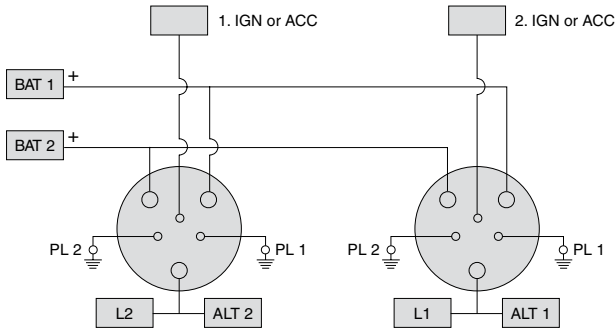 1. IGN or ACC
2. IGN or ACC
BAT 1 +
BAT 2 +
PL 2
PL 1
PL 2
PL 1
L2
ALT 2
L1
ALT 1